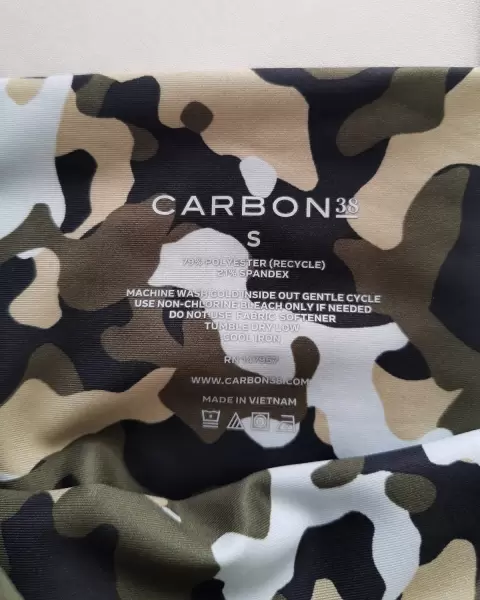 CARBON38
S
79% POLYESTER (RECYCLE)
21% SPANDEX
MACHINE WASH COLD INSIDE OUT GENTLE CYCLE
USE NON-CHLORINE BLEACH ONLY IF NEEDED
DO NOT USE FABRIC SOFTENER
TUMBLE DRY LOW
COOL IRON
RN
WWW.CARBON38.COM
MADE IN VIETNAM